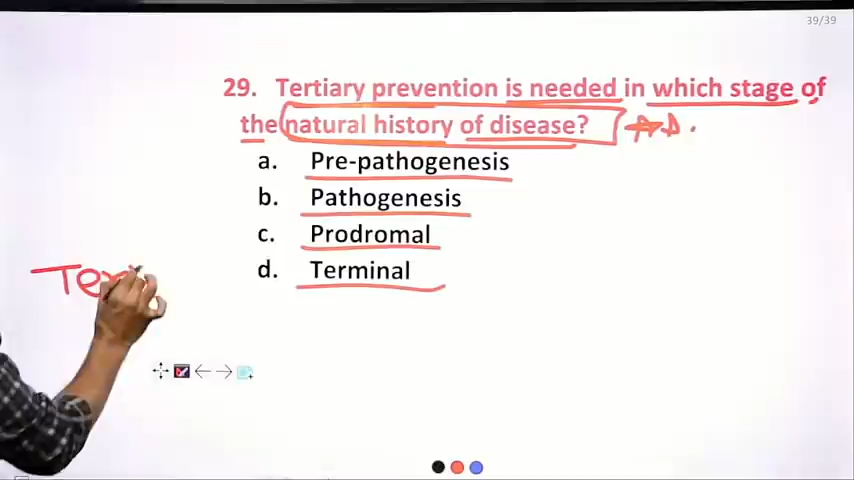 39/39
29. Tertiary prevention is needed in which stage of
the natural history of disease?
a. Pre-pathogenesis
b. Pathogenesis
c. Prodromal
d. Terminal